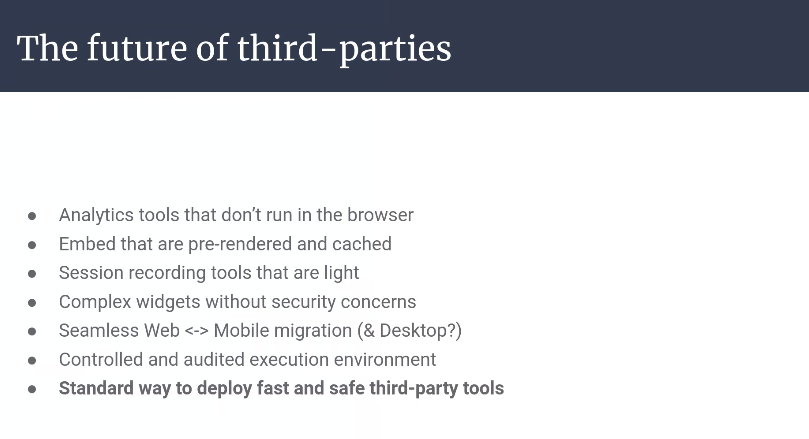 The future of third-parties
● Analytics tools that don't run in the browser
● Embed that are pre-rendered and cached
● Session recording tools that are light
● Complex widgets without security concerns
● Seamless Web <-> Mobile migration (& Desktop?)
● Controlled and audited execution environment
● Standard way to deploy fast and safe third-party tools